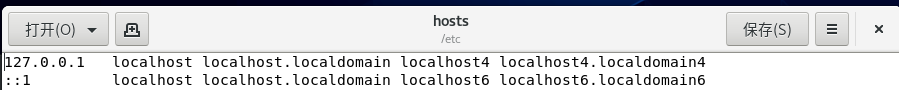 打开(O)
hosts
/etc
保存(S)
127.0.0.1   localhost localhost.localdomain localhost4 localhost4.localdomain4
::1         localhost localhost.localdomain localhost6 localhost6.localdomain6